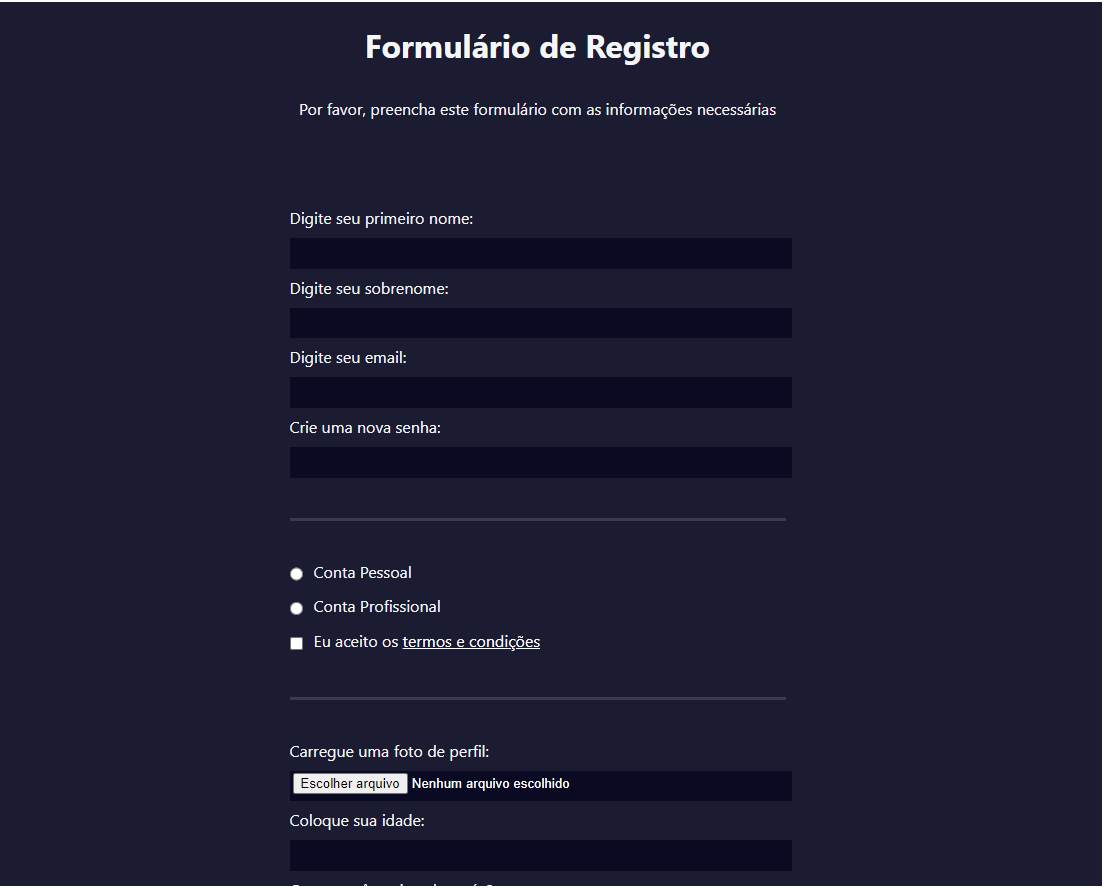 Formulário de Registro
Por favor, preencha este formulário com as informações necessárias
Digite seu primeiro nome:
Digite seu sobrenome:
Digite seu email:
Crie uma nova senha:
Conta Pessoal
Conta Profissional
Eu aceito os termos e condições
Carregue uma foto de perfil:
Escolher arquivo Nenhum arquivo escolhido
Coloque sua idade: